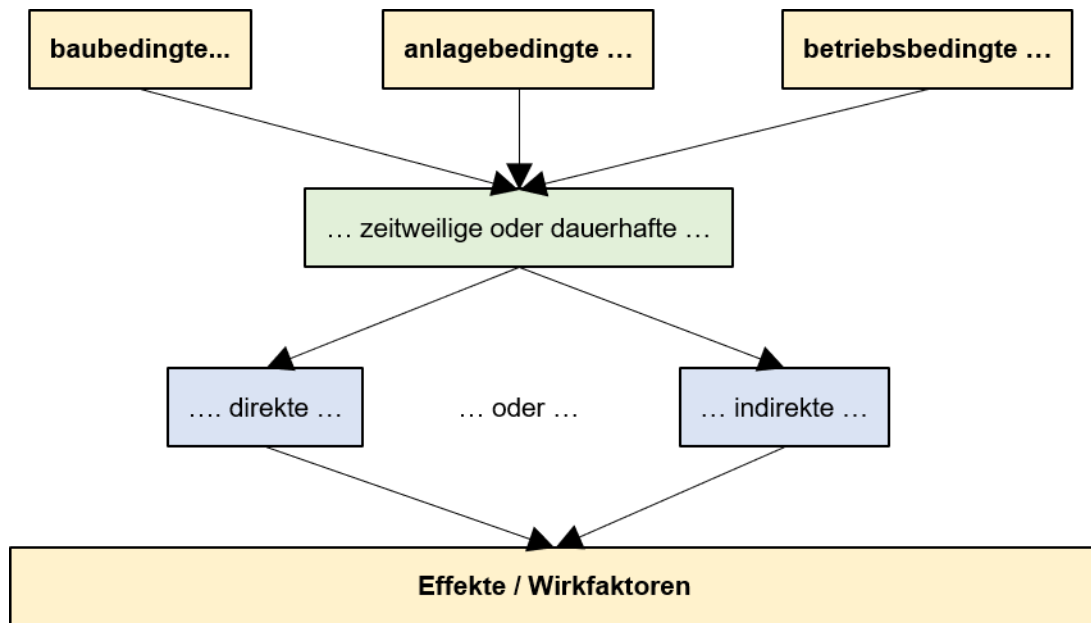 baubedingte...
anlagebedingte …
betriebsbedingte …
… zeitweilige oder dauerhafte …
…. direkte …
… oder …
… indirekte …
Effekte / Wirkfaktoren